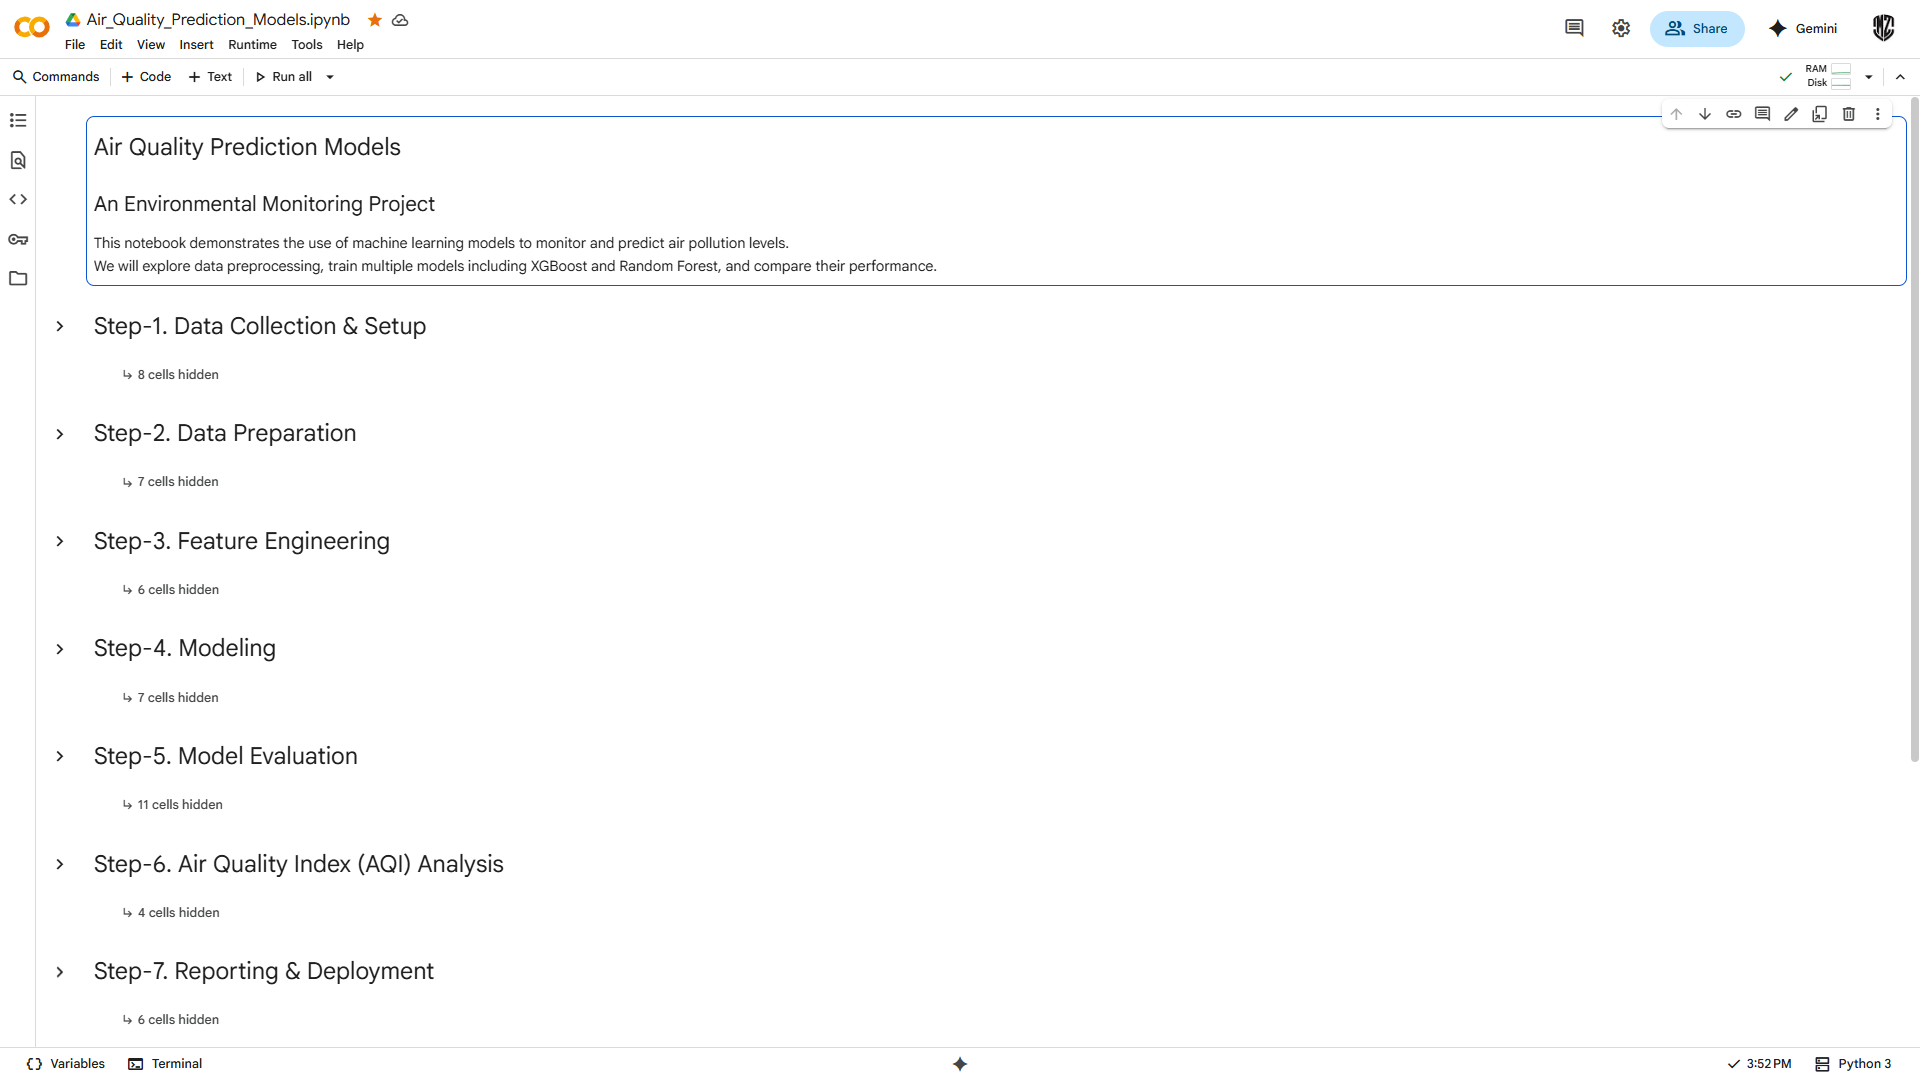 Air_Quality_Prediction_Models.ipynb
File Edit View Insert Runtime Tools Help
Share
Gemini
Commands
Code
Text
Run all
RAM
Disk
Air Quality Prediction Models
An Environmental Monitoring Project
This notebook demonstrates the use of machine learning models to monitor and predict air pollution levels.
We will explore data preprocessing, train multiple models including XGBoost and Random Forest, and compare their performance.
Step-1. Data Collection & Setup
8 cells hidden
Step-2. Data Preparation
7 cells hidden
Step-3. Feature Engineering
6 cells hidden
Step-4. Modeling
7 cells hidden
Step-5. Model Evaluation
11 cells hidden
Step-6. Air Quality Index (AQI) Analysis
4 cells hidden
Step-7. Reporting & Deployment
6 cells hidden
Variables
Terminal
3:52 PM
Python 3